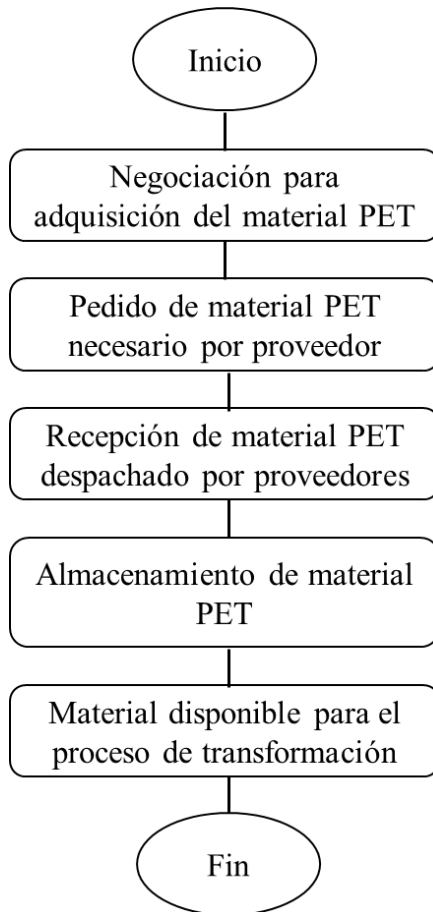 Inicio
Negociación para
adquisición del material PET
Pedido de material PET
necesario por proveedor
Recepción de material PET
despachado por proveedores
Almacenamiento de material
PET
Material disponible para el
proceso de transformación
Fin